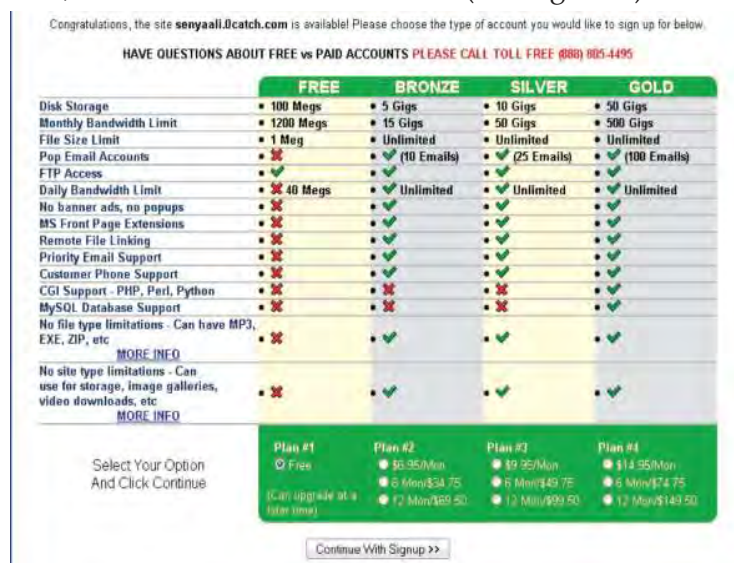 Congratulations, the site senyaali.0catch.com is available! Please choose the type of account you would like to sign up for below.
HAVE QUESTIONS ABOUT FREE vs PAID ACCOUNTS PLEASE CALL TOLL FREE (888) 805-4495
FREE BRONZE SILVER GOLD
Disk Storage • 100 Megs • 5 Gigs • 10 Gigs • 50 Gigs
Monthly Bandwidth Limit • 1200 Megs • 15 Gigs • 50 Gigs • 500 Gigs
File Size Limit • 1 Meg • Unlimited • Unlimited • Unlimited
Pop Email Accounts • ✘ • ✔ (10 Emails) • ✔ (25 Emails) • ✔ (100 Emails)
FTP Access • ✔ • ✔ • ✔ • ✔
Daily Bandwidth Limit • ✘ 40 Megs • ✔ Unlimited • ✔ Unlimited • ✔ Unlimited
No banner ads, no popups • ✘ • ✔ • ✔ • ✔
MS Front Page Extensions • ✘ • ✔ • ✔ • ✔
Remote File Linking • ✘ • ✔ • ✔ • ✔
Priority Email Support • ✘ • ✔ • ✔ • ✔
Customer Phone Support • ✘ • ✔ • ✔ • ✔
CGI Support - PHP, Perl, Python • ✘ • ✘ • ✘ • ✔
MySQL Database Support • ✘ • ✘ • ✘ • ✔
No file type limitations - Can have MP3,
EXE, ZIP, etc • ✘ • ✔ • ✔ • ✔
MORE INFO
No site type limitations - Can
use for storage, image galleries, • ✘ • ✔ • ✔ • ✔
video downloads, etc
MORE INFO
Plan #1 Plan #2 Plan #3 Plan #4
Select Your Option Free $6.95/Mon $9.95/Mon $14.95/Mon
And Click Continue 6 Mon/$34.75 6 Mon/$49.75 6 Mon/$74.75
(Can upgrade at a 12 Mon/$69.50 12 Mon/$99.50 12 Mon/$149.50
later time)
Continue With Signup >>